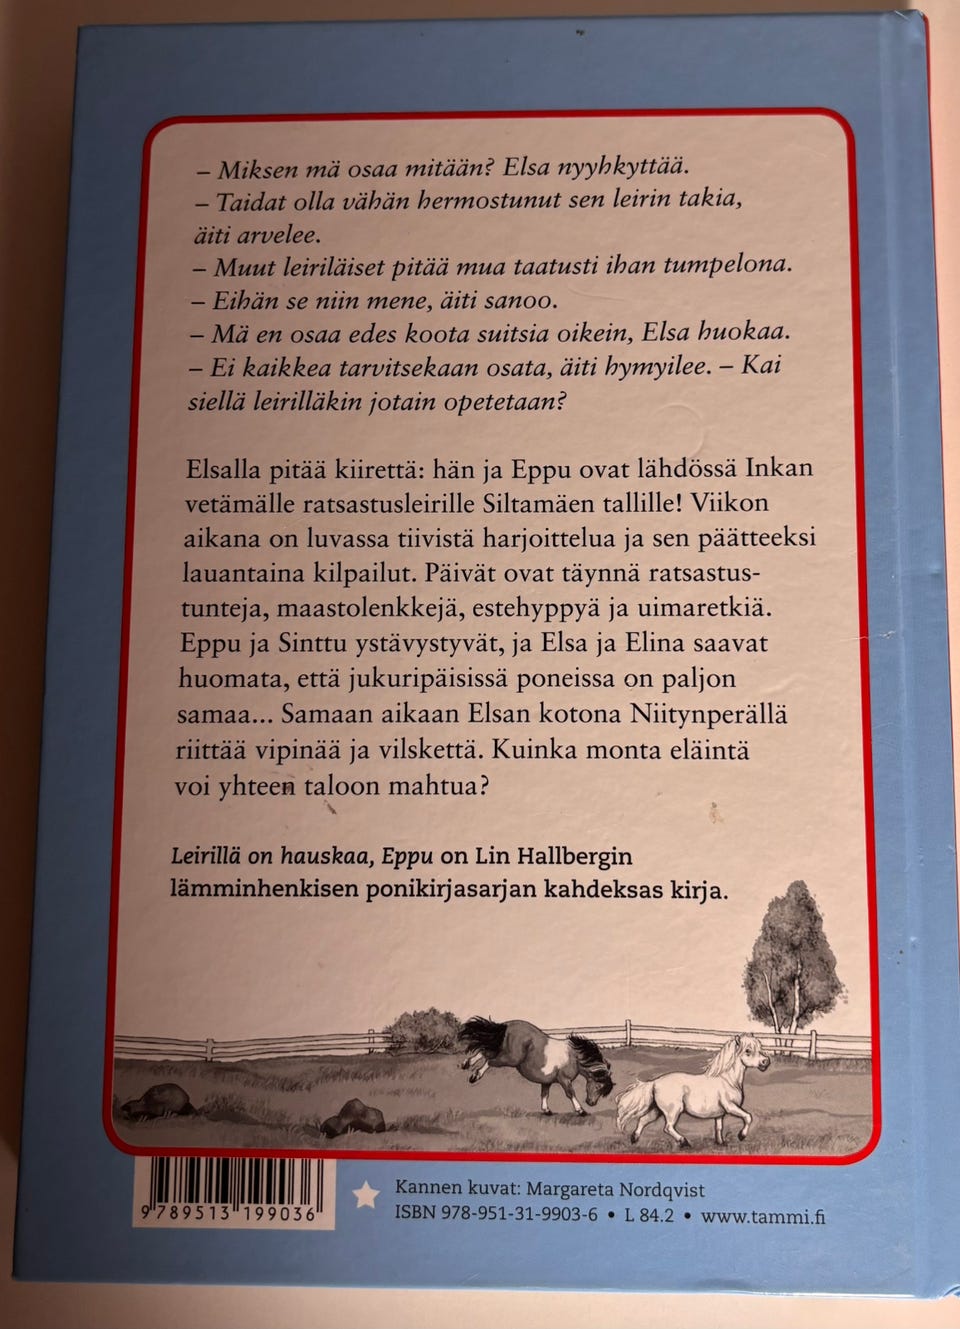 – Miksen mä osaa mitään? Elsa nyyhkyttää.
– Taidat olla vähän hermostunut sen leirin takia,
äiti arvelee.
– Muut leiriläiset pitää mua taatusti ihan tumpelona.
– Eihän se niin mene, äiti sanoo.
– Mä en osaa edes koota suitsia oikein, Elsa huokaa.
– Ei kaikkea tarvitsekaan osata, äiti hymyilee. – Kai
siellä leirilläkin jotain opetetaan?
Elsalla pitää kiirettä: hän ja Eppu ovat lähdössä Inkan
vetämälle ratsastusleirille Siltamäen tallille! Viikon
aikana on luvassa tiivistä harjoittelua ja sen päätteeksi
lauantaina kilpailut. Päivät ovat täynnä ratsastus-
tunteja, maastolenkkejä, estehyppyä ja uimaretkiä.
Eppu ja Sinttu ystävystyvät, ja Elsa ja Elina saavat
huomata, että jukuripäisissä poneissa on paljon
samaa... Samaan aikaan Elsan kotona Niitynperällä
riittää vipinää ja vilskettä. Kuinka monta eläintä
voi yhteen taloon mahtua?
Leirillä on hauskaa, Eppu on Lin Hallbergin
lämminhenkisen ponikirjasarjan kahdeksas kirja.
9 789513 199036
Kannen kuvat: Margareta Nordqvist
ISBN 978-951-31-9903-6 • L 84.2 • www.tammi.fi